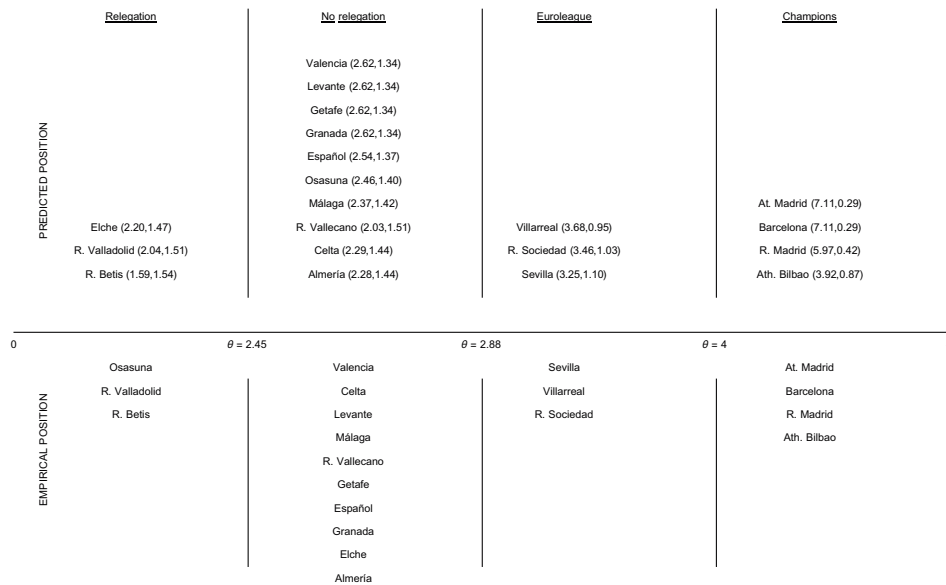 Relegation No relegation Euroleague Champions
PREDICTED POSITION
Valencia (2.62,1.34)
Levante (2.62,1.34)
Getafe (2.62,1.34)
Granada (2.62,1.34)
Español (2.54,1.37)
Osasuna (2.46,1.40)
Málaga (2.37,1.42) At. Madrid (7.11,0.29)
Elche (2.20,1.47) R. Vallecano (2.03,1.51) Villarreal (3.68,0.95) Barcelona (7.11,0.29)
R. Valladolid (2.04,1.51) Celta (2.29,1.44) R. Sociedad (3.46,1.03) R. Madrid (5.97,0.42)
R. Betis (1.59,1.54) Almería (2.28,1.44) Sevilla (3.25,1.10) Ath. Bilbao (3.92,0.87)
0 θ = 2.45 θ = 2.88 θ = 4
EMPIRICAL POSITION
Osasuna Valencia Sevilla At. Madrid
R. Valladolid Celta Villarreal Barcelona
R. Betis Levante R. Sociedad R. Madrid
Málaga Ath. Bilbao
R. Vallecano
Getafe
Español
Granada
Elche
Almería